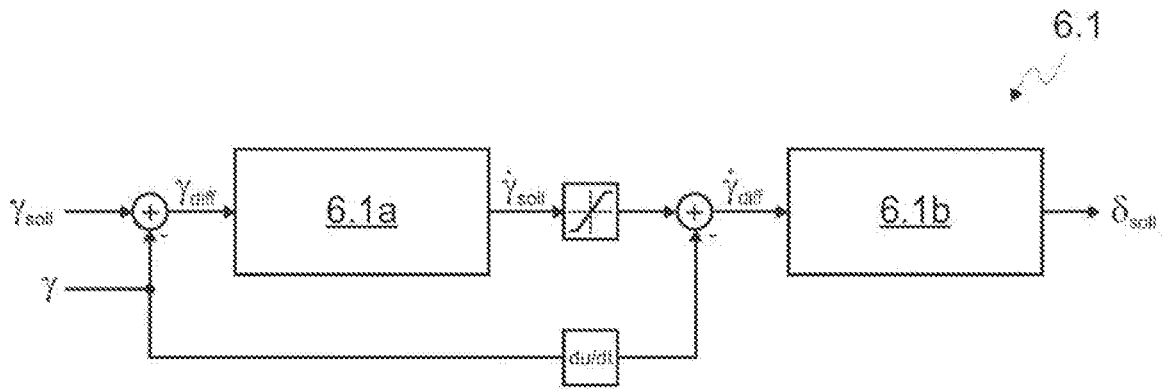 6.1
γsoll
+
-
γdiff
6.1a
γ̇soll
+
-
γ̇diff
6.1b
δsoll
γ
du/dt